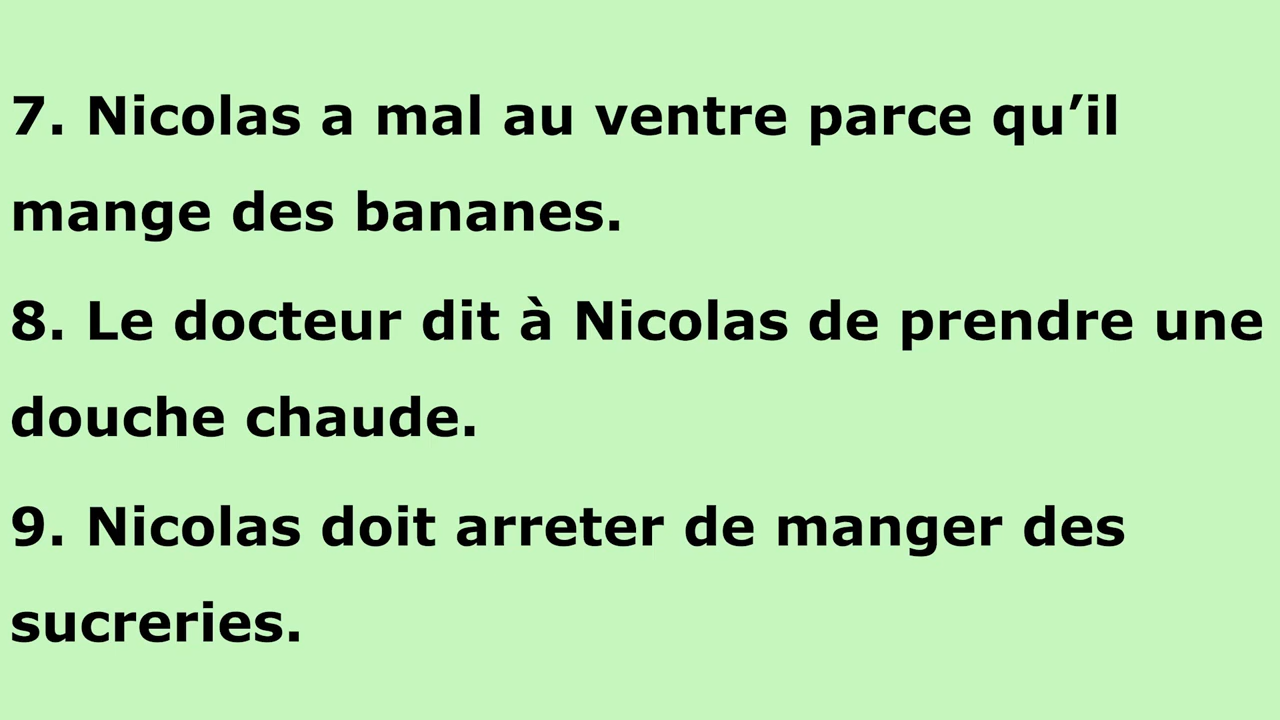 7. Nicolas a mal au ventre parce qu’il
mange des bananes.
8. Le docteur dit à Nicolas de prendre une
douche chaude.
9. Nicolas doit arreter de manger des
sucreries.